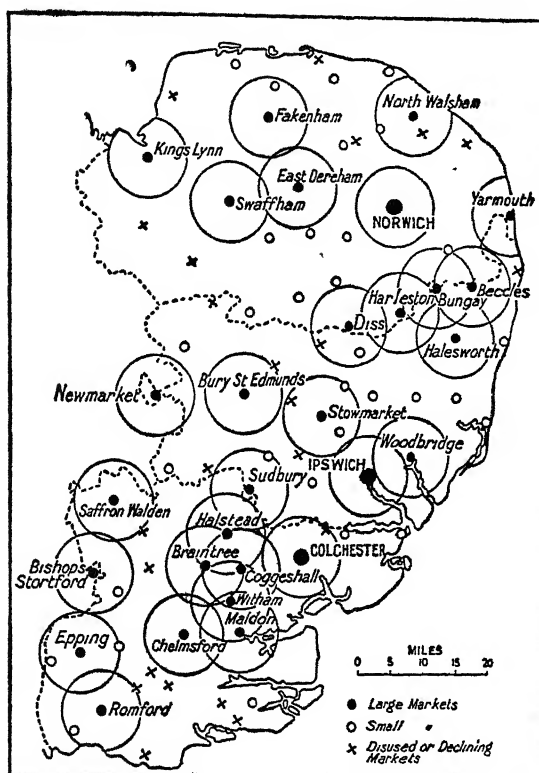 Fakenham
North Walsham
Kings Lynn
East Dereham
Swaffham
NORWICH
Yarmouth
Harleston
Bungay
Beccles
Diss
Halesworth
Newmarket
Bury St Edmunds
Stowmarket
Woodbridge
IPSWICH
Sudbury
Saffron Walden
Halstead
Braintree
COLCHESTER
Bishops
Stortford
Coggeshall
Witham
Maldon
Epping
Chelmsford
Romford
MILES
0 5 10 15 20
Large Markets
Small "
Disused or Declining
Markets